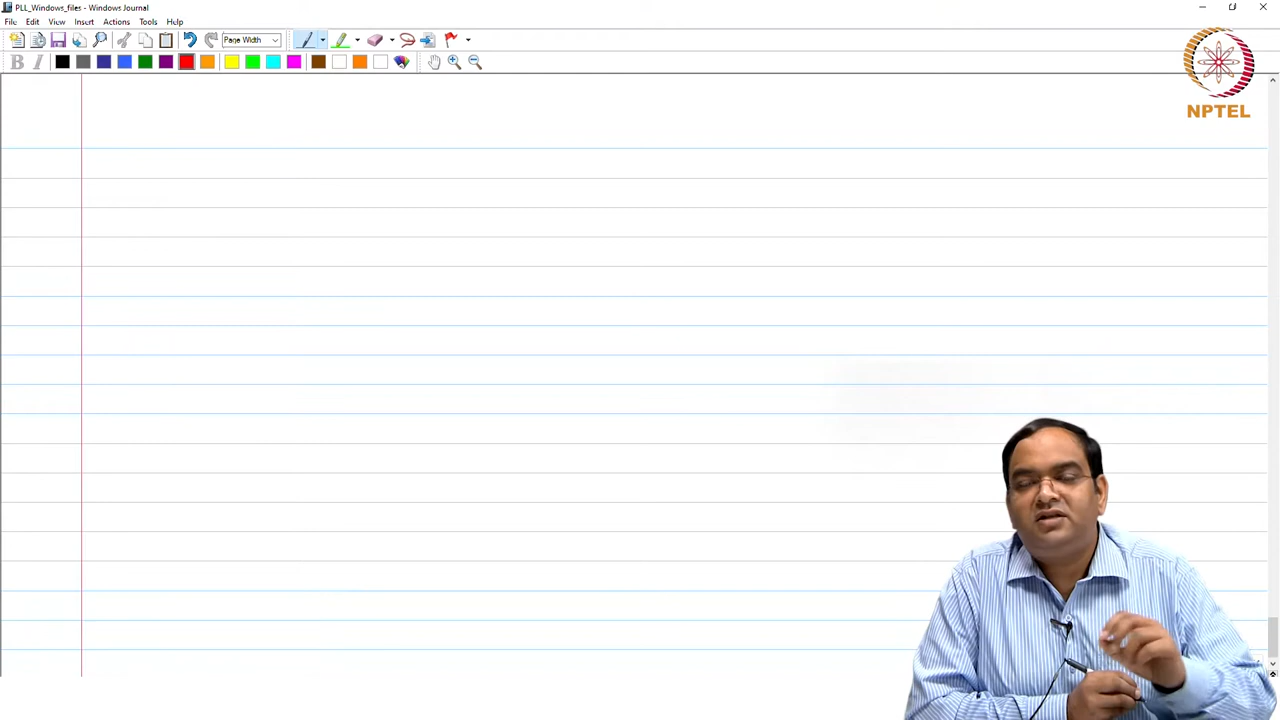 PLL_Windows_files - Windows Journal
File Edit View Insert Actions Tools Help
Page Width
B I
NPTEL